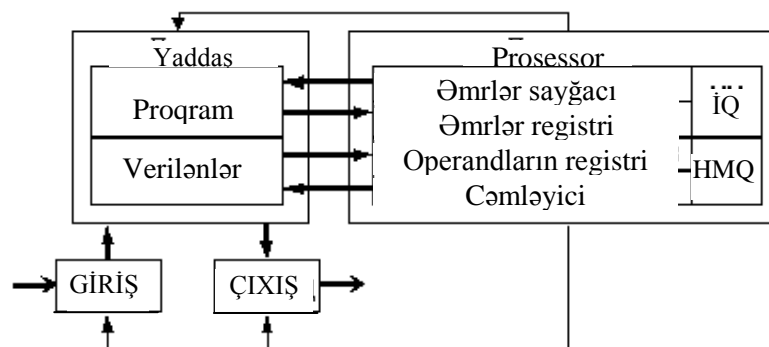 Yaddaş
Proqram
Verilənlər
Prosessor
Əmrlər sayğacı
Əmrlər registri
Operandların registri
Cəmləyici
İQ
HMQ
GİRİŞ
ÇIXIŞ